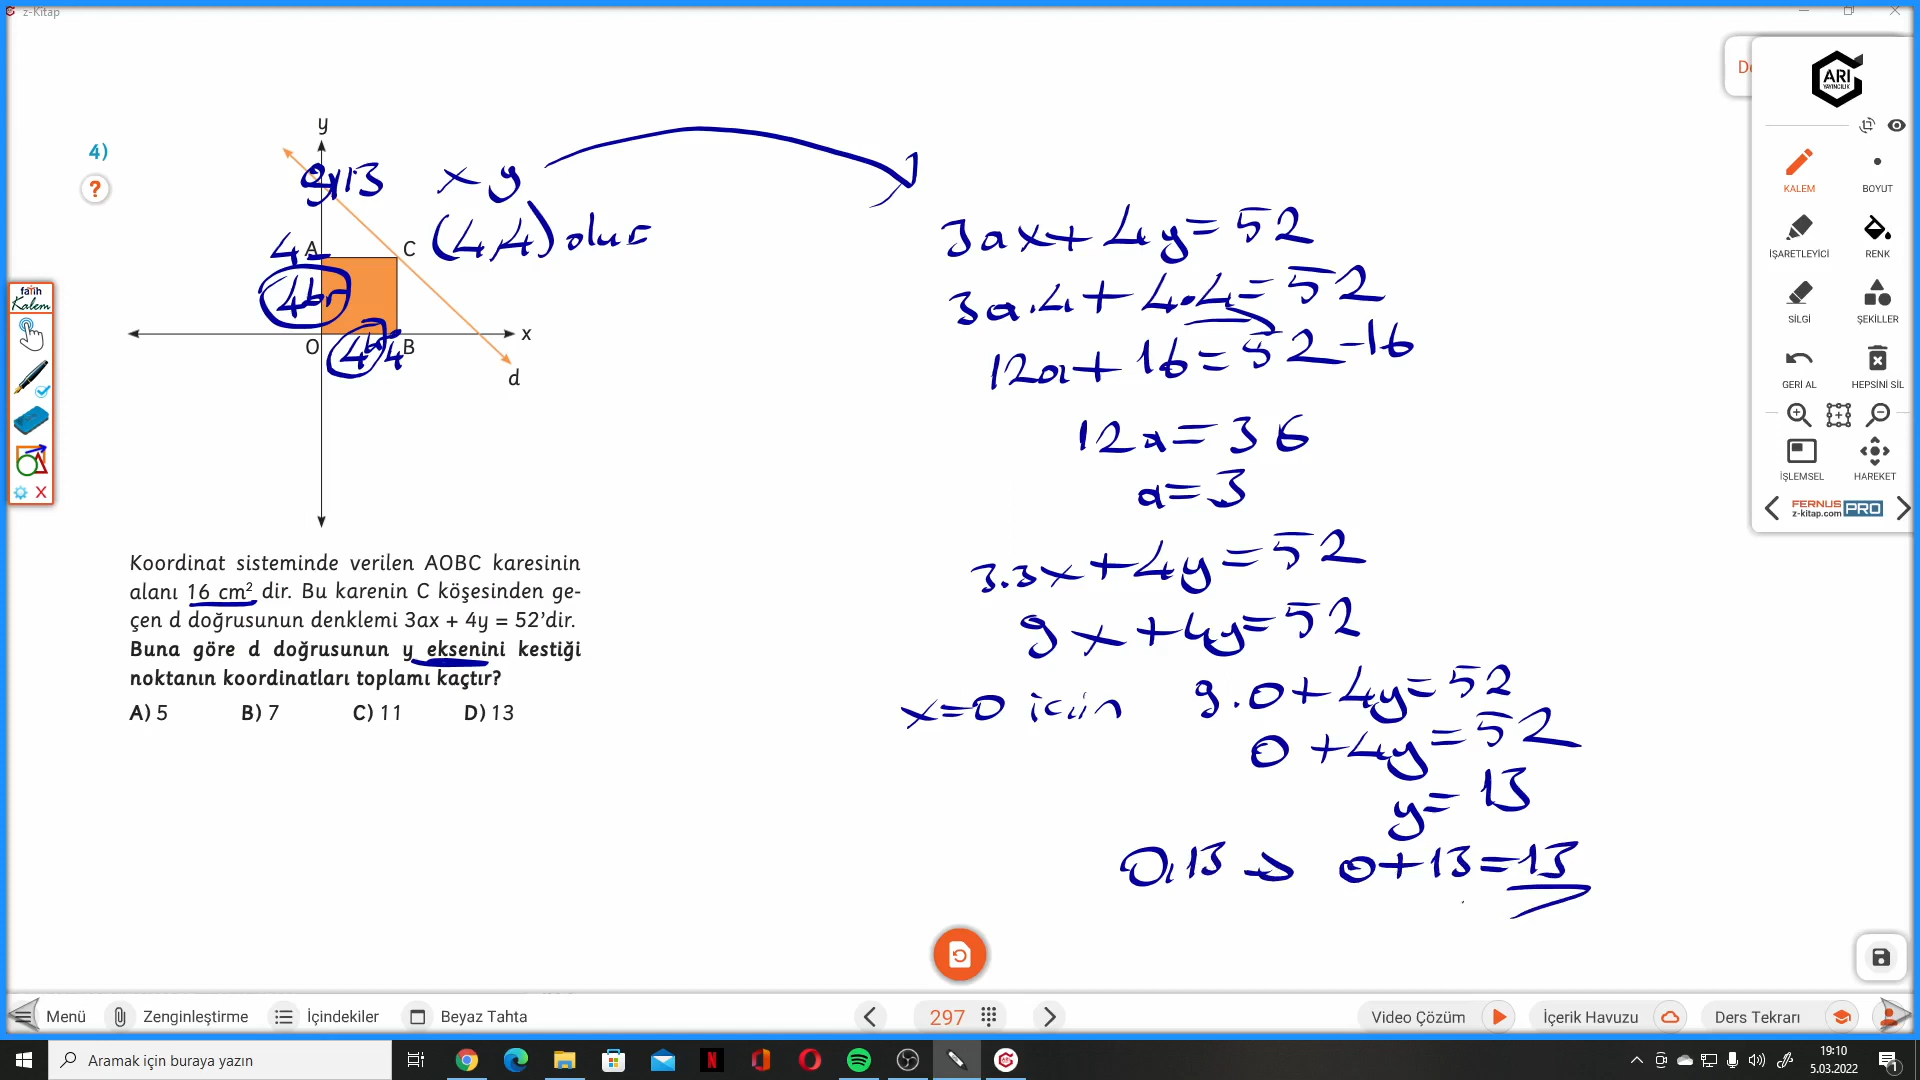 z-Kitap
4)
?
y
0,13
x y
(4,4) olur
4 A
C
4br
O
4br 4
B
x
d
Koordinat sisteminde verilen AOBC karesinin
alanı 16 cm² dir. Bu karenin C köşesinden ge-
çen d doğrusunun denklemi 3ax + 4y = 52'dir.
Buna göre d doğrusunun y eksenini kestiği
noktanın koordinatları toplamı kaçtır?
A) 5 B) 7 C) 11 D) 13
3ax + 4y = 52
3a.4 + 4.4 = 52
12a + 16 = 52 - 16
12a = 36
a = 3
3.3x + 4y = 52
9x + 4y = 52
x=0 için 9.0 + 4y = 52
0 + 4y = 52
y = 13
0,13 → 0+13=13
fatih
Kalem
X
ARI
YAYINCILIK
KALEM BOYUT
İŞARETLEYİCİ RENK
SİLGİ ŞEKİLLER
GERİ AL HEPSİNİ SİL
İŞLEMSEL HAREKET
FERNUS PRO
z-kitap.com
Menü Zenginleştirme İçindekiler Beyaz Tahta 297 Video Çözüm İçerik Havuzu Ders Tekrarı
Aramak için buraya yazın
19:10
5.03.2022
1